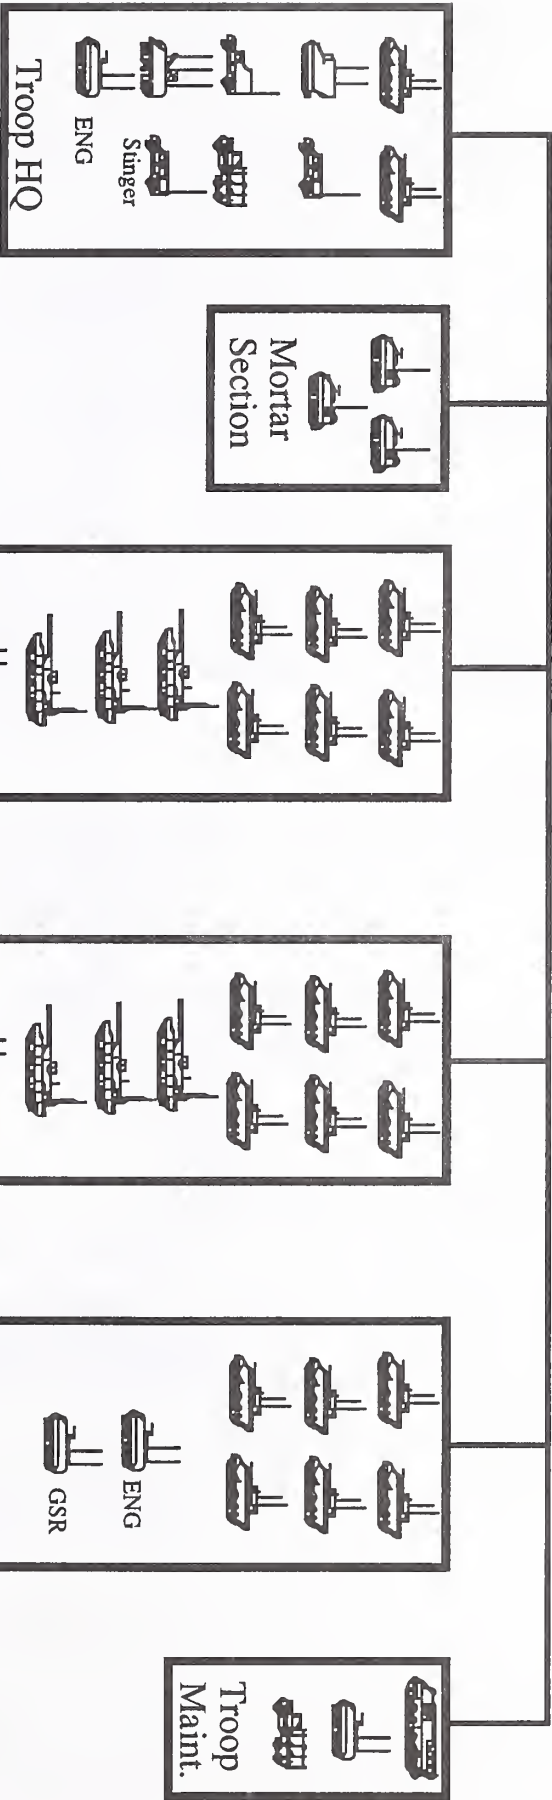 ENG
Stinger
Troop HQ
Mortar
Section
ENG
GSR
Troop
Maint.